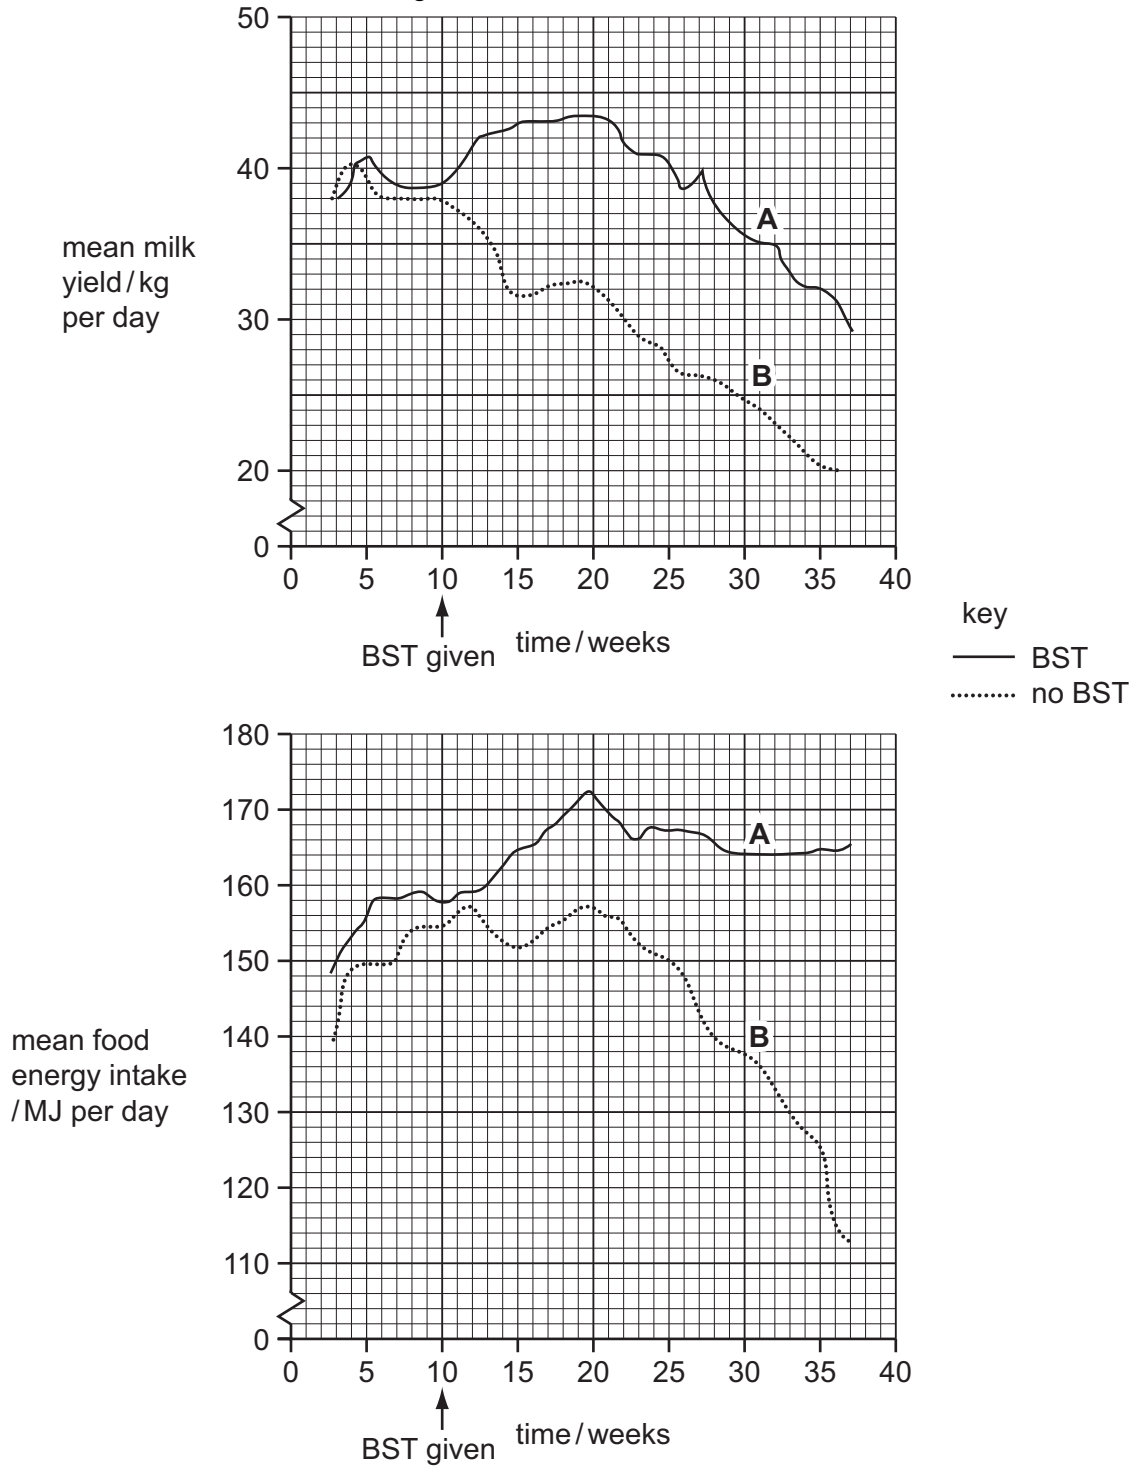 50
40
30
20
0
mean milk
yield / kg
per day
A
B
0 5 10 15 20 25 30 35 40
BST given
time / weeks
key
BST
no BST
180
170
160
150
140
130
120
110
0
mean food
energy intake
/ MJ per day
A
B
0 5 10 15 20 25 30 35 40
BST given
time / weeks